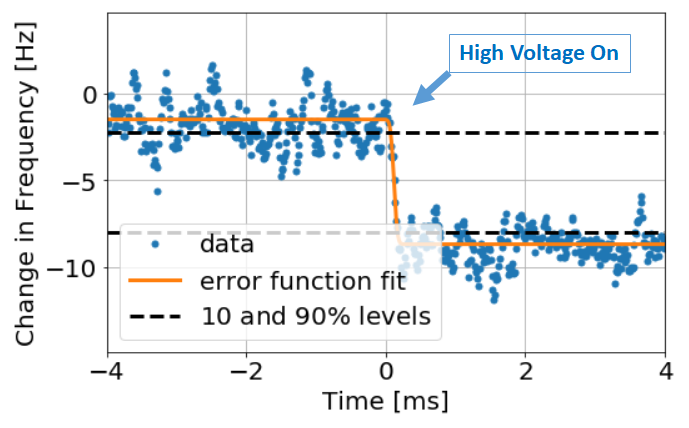 High Voltage On
Change in Frequency [Hz]
0
−5
−10
data
error function fit
10 and 90% levels
−4
−2
0
2
4
Time [ms]